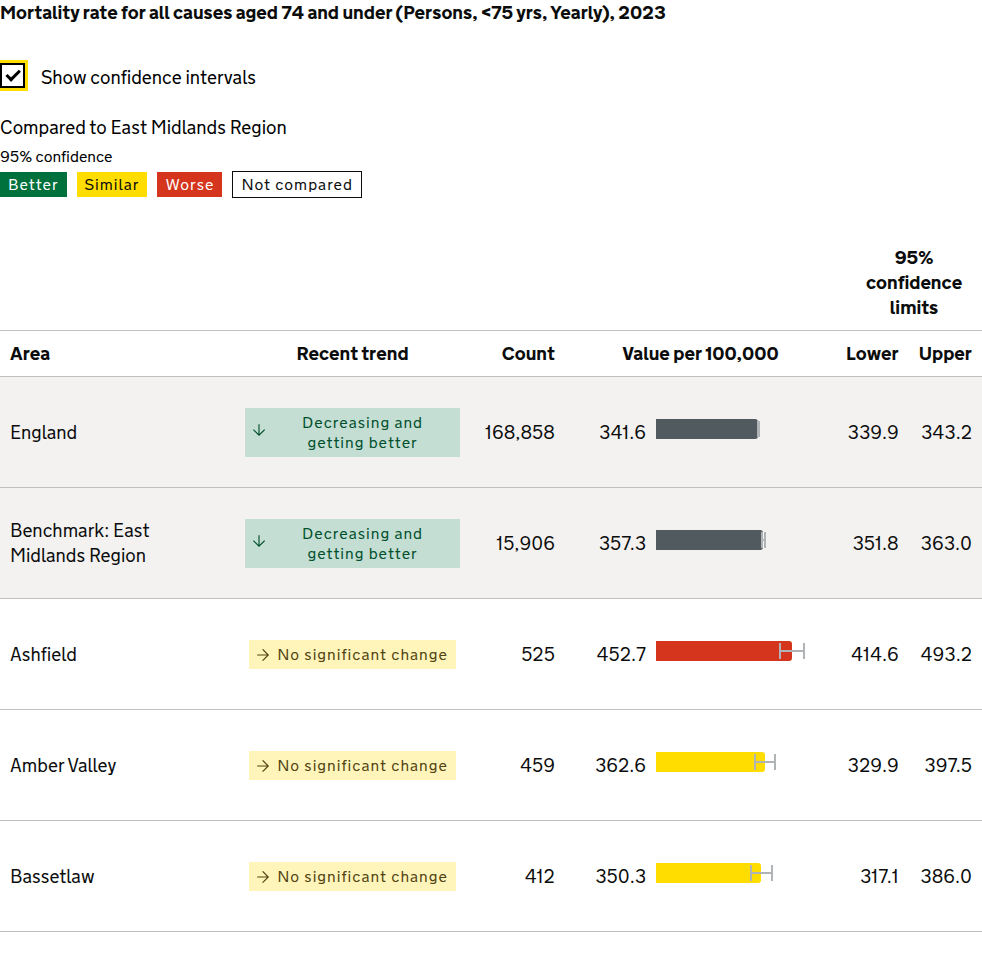 Mortality rate for all causes aged 74 and under (Persons, <75 yrs, Yearly), 2023
Show confidence intervals
Compared to East Midlands Region
95% confidence
Better Similar Worse Not compared
95%
confidence
limits
Area Recent trend Count Value per 100,000 Lower Upper
England Decreasing and getting better 168,858 341.6 339.9 343.2
Benchmark: East Midlands Region Decreasing and getting better 15,906 357.3 351.8 363.0
Ashfield No significant change 525 452.7 414.6 493.2
Amber Valley No significant change 459 362.6 329.9 397.5
Bassetlaw No significant change 412 350.3 317.1 386.0